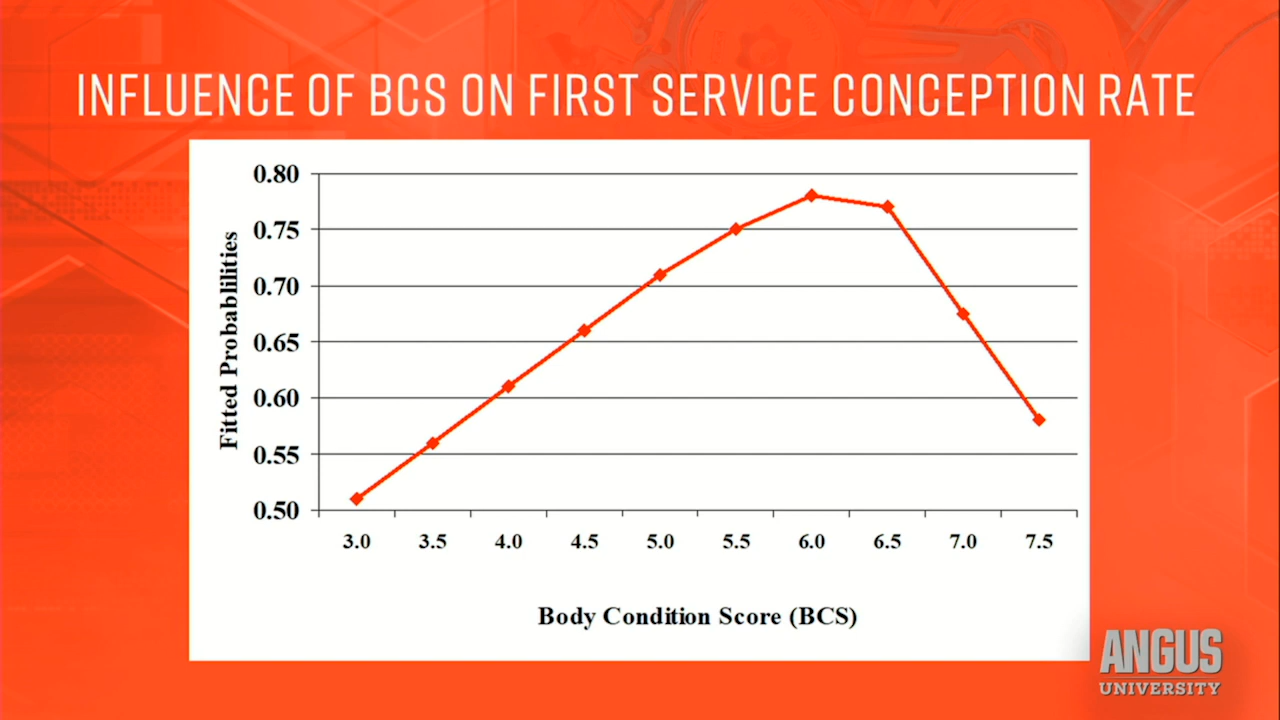 INFLUENCE OF BCS ON FIRST SERVICE CONCEPTION RATE
Fitted Probablilities
0.80
0.75
0.70
0.65
0.60
0.55
0.50
3.0 3.5 4.0 4.5 5.0 5.5 6.0 6.5 7.0 7.5
Body Condition Score (BCS)
ANGUS
UNIVERSITY